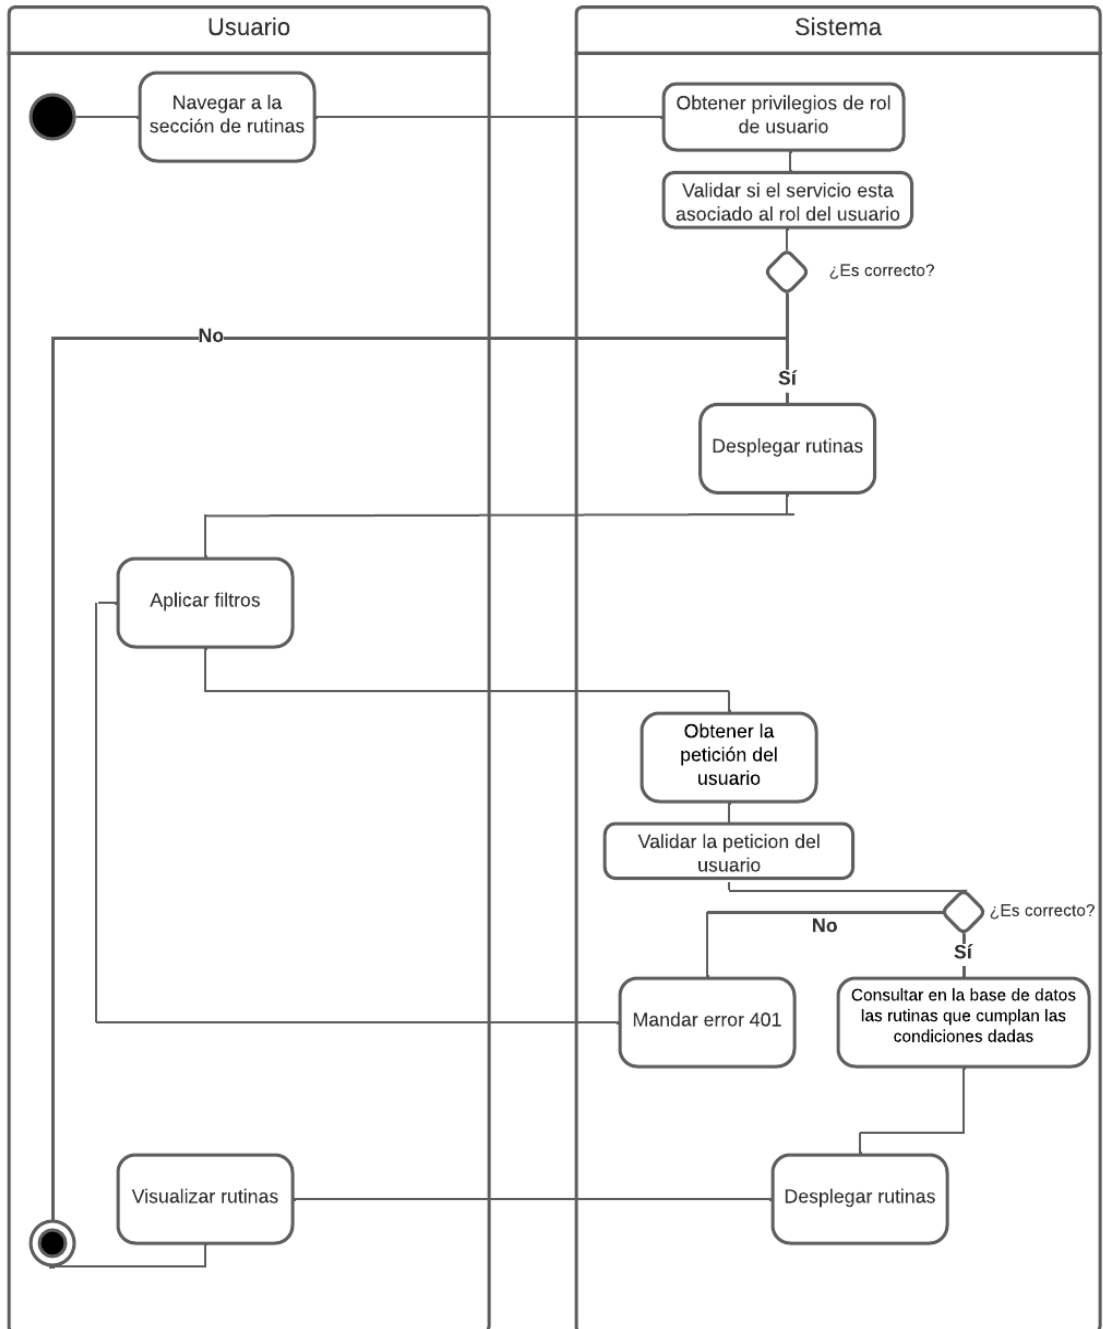 Usuario
Sistema
Navegar a la
sección de rutinas
Obtener privilegios de rol
de usuario
Validar si el servicio esta
asociado al rol del usuario
¿Es correcto?
No
Sí
Desplegar rutinas
Aplicar filtros
Obtener la
petición del
usuario
Validar la peticion del
usuario
¿Es correcto?
No
Sí
Mandar error 401
Consultar en la base de datos
las rutinas que cumplan las
condiciones dadas
Visualizar rutinas
Desplegar rutinas